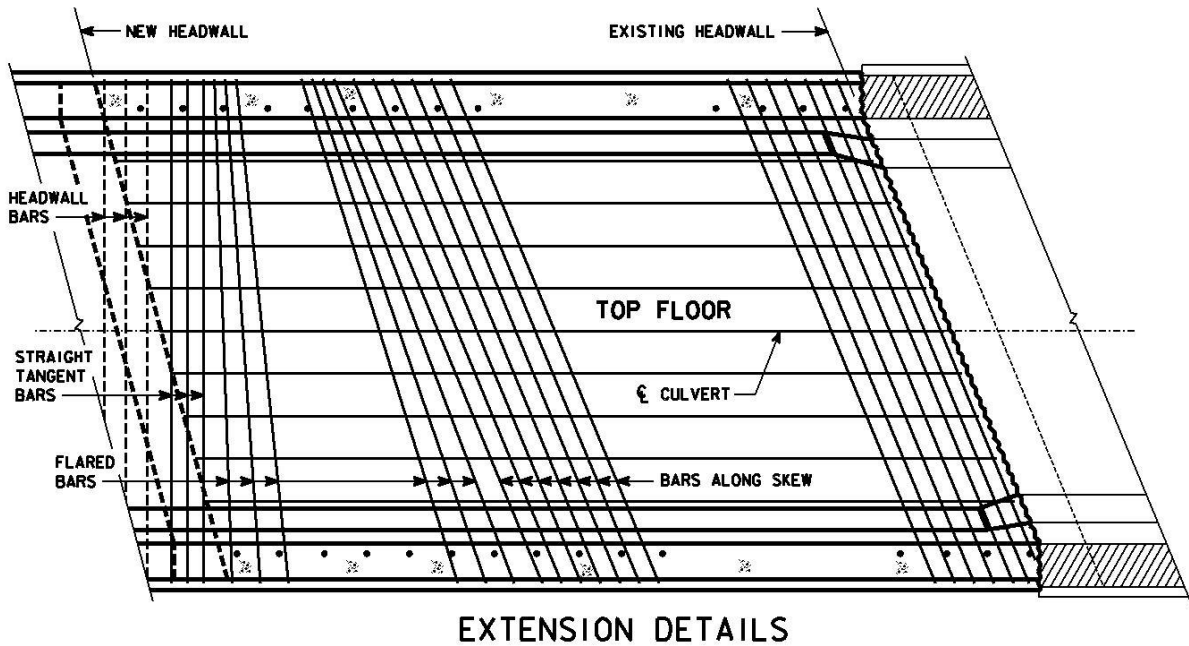 NEW HEADWALL
EXISTING HEADWALL
HEADWALL
BARS
TOP FLOOR
STRAIGHT
TANGENT
BARS
℄ CULVERT
FLARED
BARS
BARS ALONG SKEW
EXTENSION DETAILS